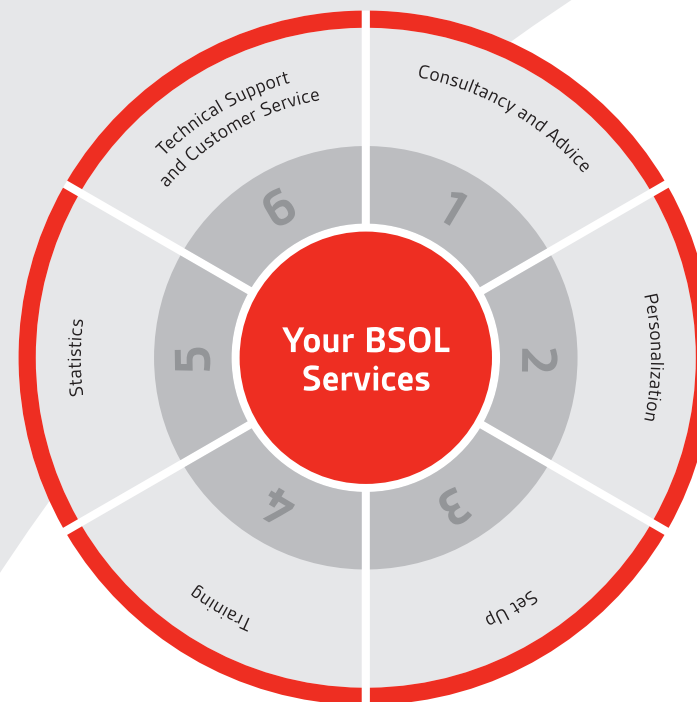 Your BSOL
Services
1
Consultancy and Advice
2
Personalization
3
Set Up
4
Training
5
Statistics
6
Technical Support
and Customer Service